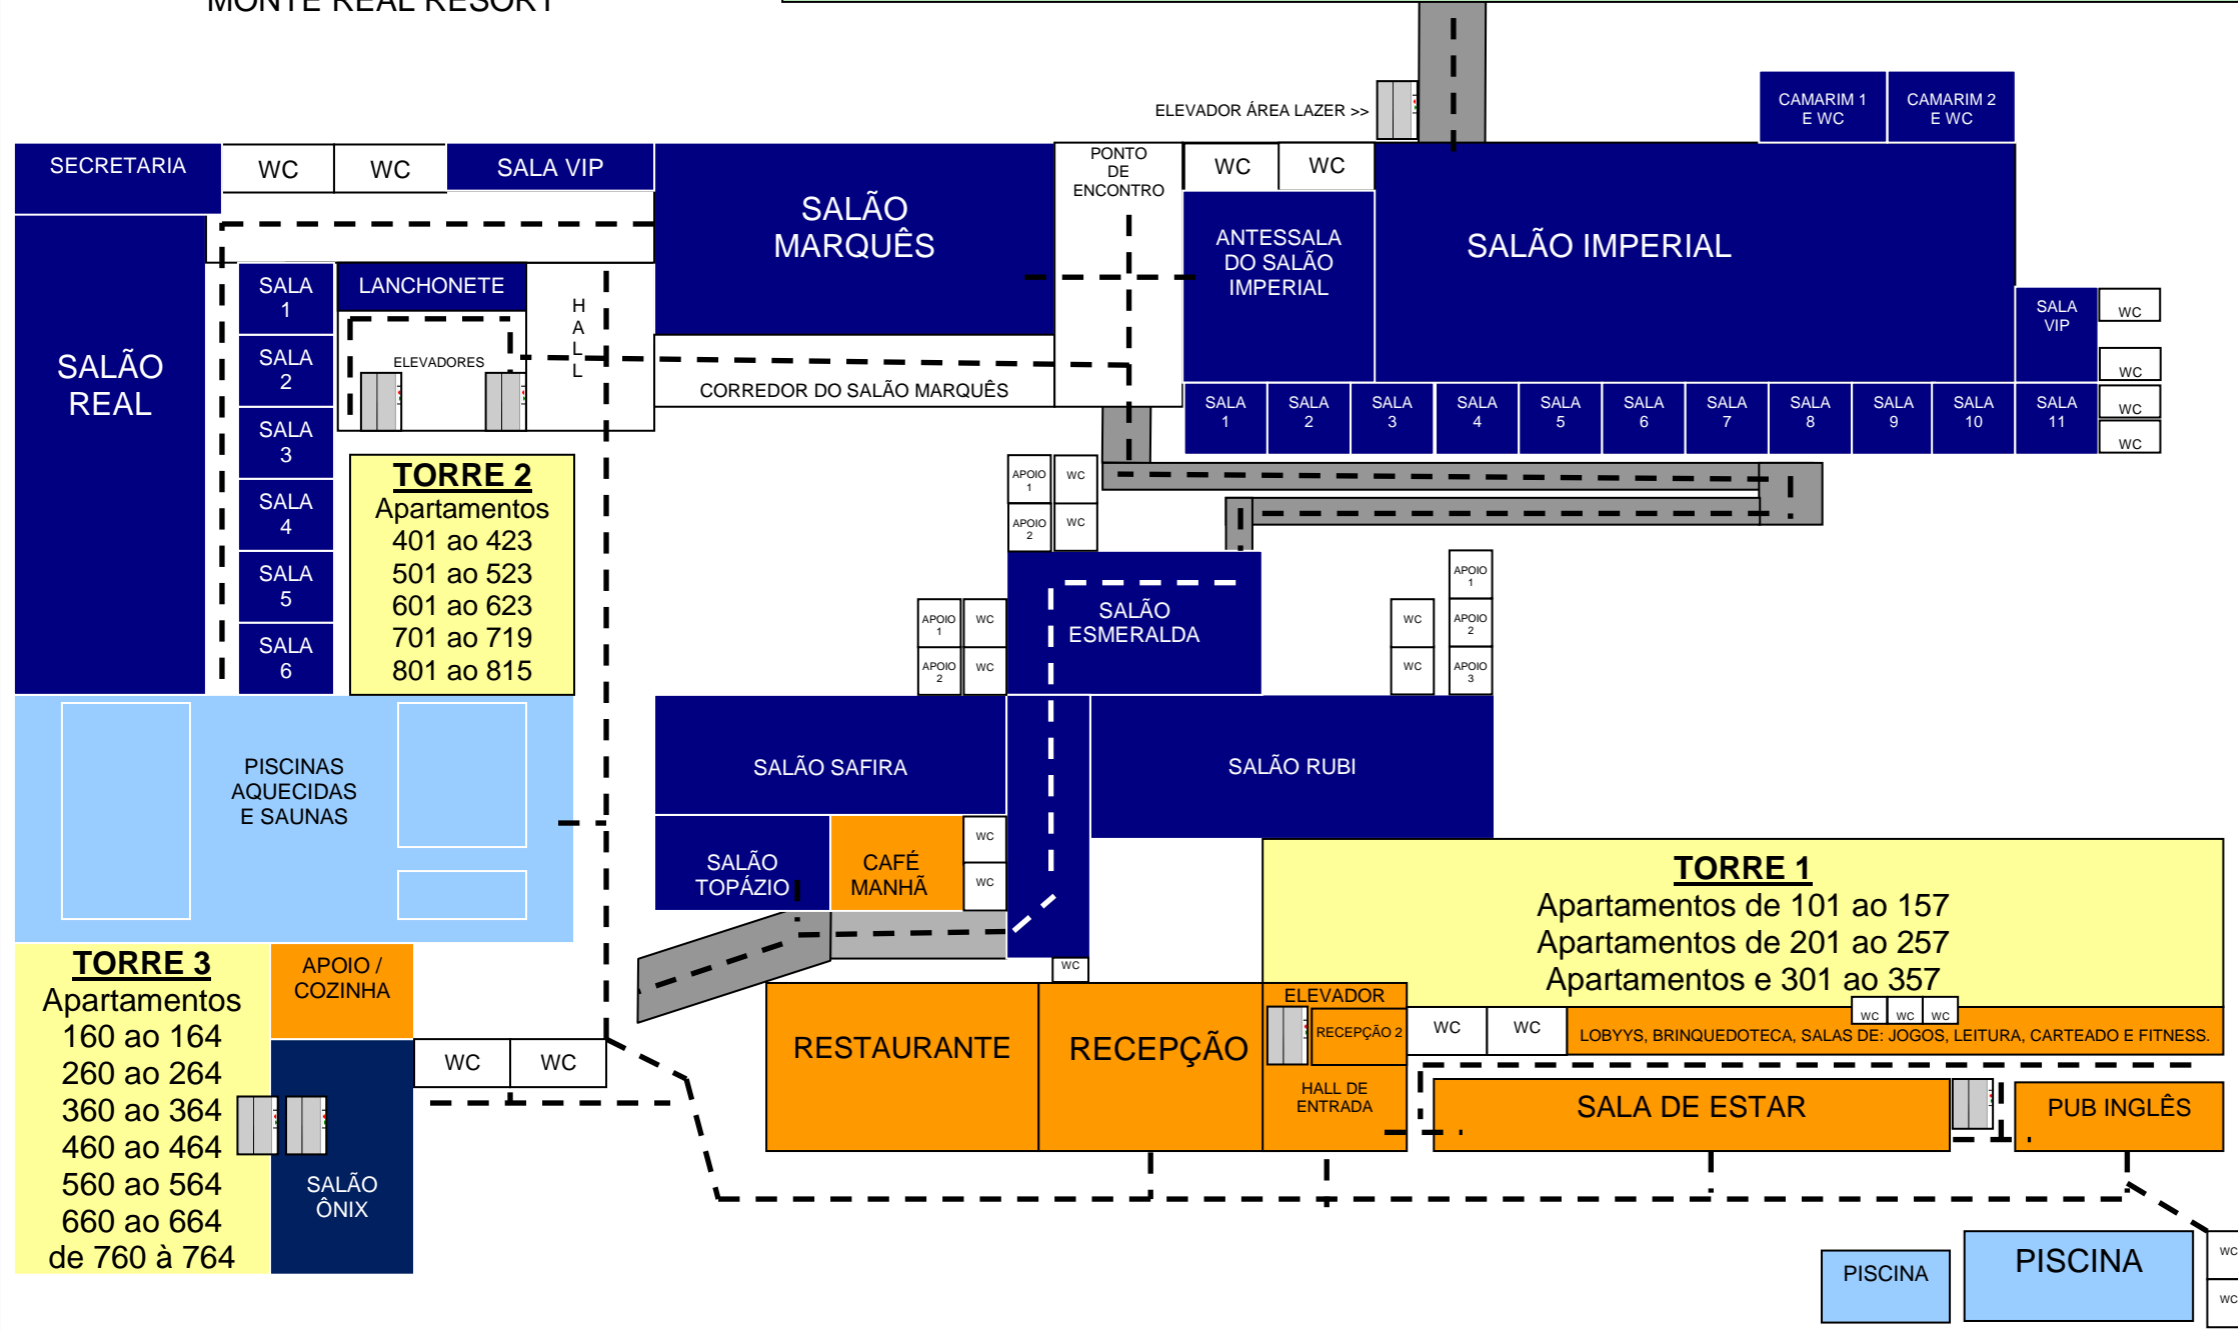 MONTE REAL RESORT
ELEVADOR ÁREA LAZER >>
CAMARIM 1
E WC
CAMARIM 2
E WC
SECRETARIA
WC
WC
SALA VIP
SALÃO
MARQUÊS
PONTO
DE
ENCONTRO
WC
WC
ANTESSALA
DO SALÃO
IMPERIAL
SALÃO IMPERIAL
SALA
VIP
WC
WC
WC
WC
SALÃO
REAL
SALA
1
SALA
2
SALA
3
SALA
4
SALA
5
SALA
6
LANCHONETE
ELEVADORES
H
A
L
L
CORREDOR DO SALÃO MARQUÊS
SALA
1
SALA
2
SALA
3
SALA
4
SALA
5
SALA
6
SALA
7
SALA
8
SALA
9
SALA
10
SALA
11
TORRE 2
Apartamentos
401 ao 423
501 ao 523
601 ao 623
701 ao 719
801 ao 815
APOIO
1
WC
APOIO
2
WC
SALÃO
ESMERALDA
APOIO
1
WC
APOIO
2
WC
WC
WC
APOIO
1
APOIO
2
APOIO
3
PISCINAS
AQUECIDAS
E SAUNAS
SALÃO SAFIRA
SALÃO RUBI
SALÃO
TOPÁZIO
CAFÉ
MANHÃ
WC
WC
WC
TORRE 1
Apartamentos de 101 ao 157
Apartamentos de 201 ao 257
Apartamentos e 301 ao 357
TORRE 3
Apartamentos
160 ao 164
260 ao 264
360 ao 364
460 ao 464
560 ao 564
660 ao 664
de 760 à 764
APOIO /
COZINHA
SALÃO
ÔNIX
WC
WC
RESTAURANTE
RECEPÇÃO
ELEVADOR
RECEPÇÃO 2
HALL DE
ENTRADA
WC
WC
WC
WC
WC
LOBYYS, BRINQUEDOTECA, SALAS DE: JOGOS, LEITURA, CARTEADO E FITNESS.
SALA DE ESTAR
PUB INGLÊS
PISCINA
PISCINA
WC
WC